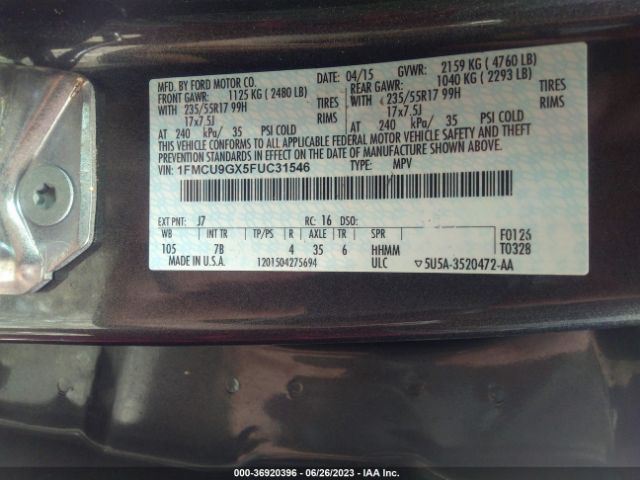 MFD. BY FORD MOTOR CO. DATE: 04/15 GVWR: 2159 KG ( 4760 LB)
FRONT GAWR: 1125 KG ( 2480 LB) REAR GAWR: 1040 KG ( 2293 LB)
WITH 235/55R17 99H TIRES WITH 235/55R17 99H TIRES
17x7.5J RIMS 17x7.5J RIMS
AT 240 kPa/ 35 PSI COLD AT 240 kPa/ 35 PSI COLD
THIS VEHICLE CONFORMS TO ALL APPLICABLE FEDERAL MOTOR VEHICLE SAFETY AND THEFT
PREVENTION STANDARDS IN EFFECT ON THE DATE OF MANUFACTURE SHOWN ABOVE.
VIN: 1FMCU9GX5FUC31546 TYPE: MPV
EXT PNT: J7 RC: 16 DSO: F0126
WB INT TR TP/PS R AXLE TR SPR T0328
105 7B 4 35 6 HHMM
MADE IN U.S.A. 1201504275694 ULC ▽5U5A-3520472-AA
000-36920396 - 06/26/2023 - IAA Inc.